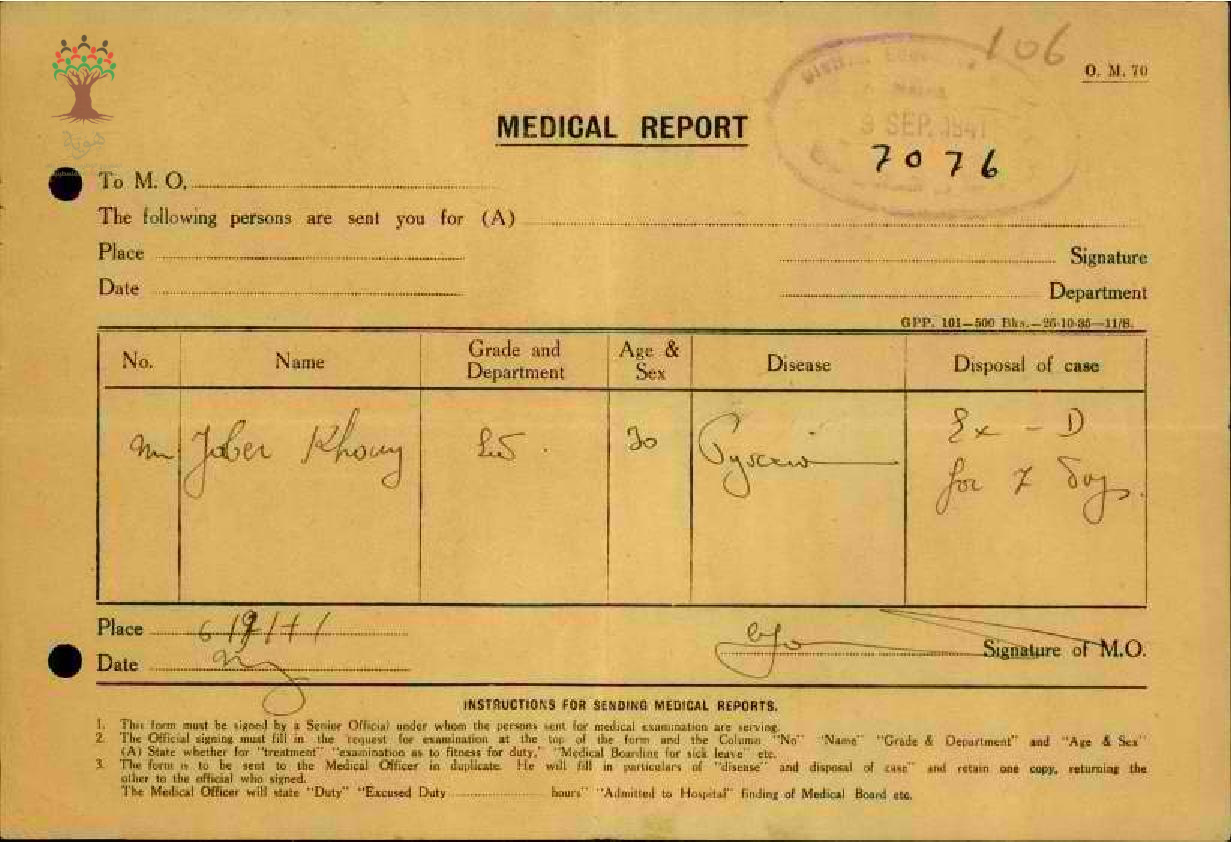 106
O. M. 70
هوية
MEDICAL REPORT
9 SEP. 1941
7076
To M. O,
The following persons are sent you for (A)
Place
Signature
Date
Department
GPP. 101—500 Bks.—26-10-35—11/8.
No. Name Grade and Department Age & Sex Disease Disposal of case
Jober Khoury 30 Ex - D
for 7 days.
Place 6/9/41
Signature of M.O.
Date
INSTRUCTIONS FOR SENDING MEDICAL REPORTS.
1. This form must be signed by a Senior Official under whom the persons sent for medical examination are serving.
2. The Official signing must fill in the request for examination at the top of the form and the Column "No" "Name" "Grade & Department" and "Age & Sex"
(A) State whether for "treatment" "examination as to fitness for duty," "Medical Boarding for sick leave" etc.
3. The form is to be sent to the Medical Officer in duplicate. He will fill in particulars of "disease" and disposal of case" and retain one copy, returning the
other to the official who signed.
The Medical Officer will state "Duty" "Excused Duty ........ hours" "Admitted to Hospital" finding of Medical Board etc.